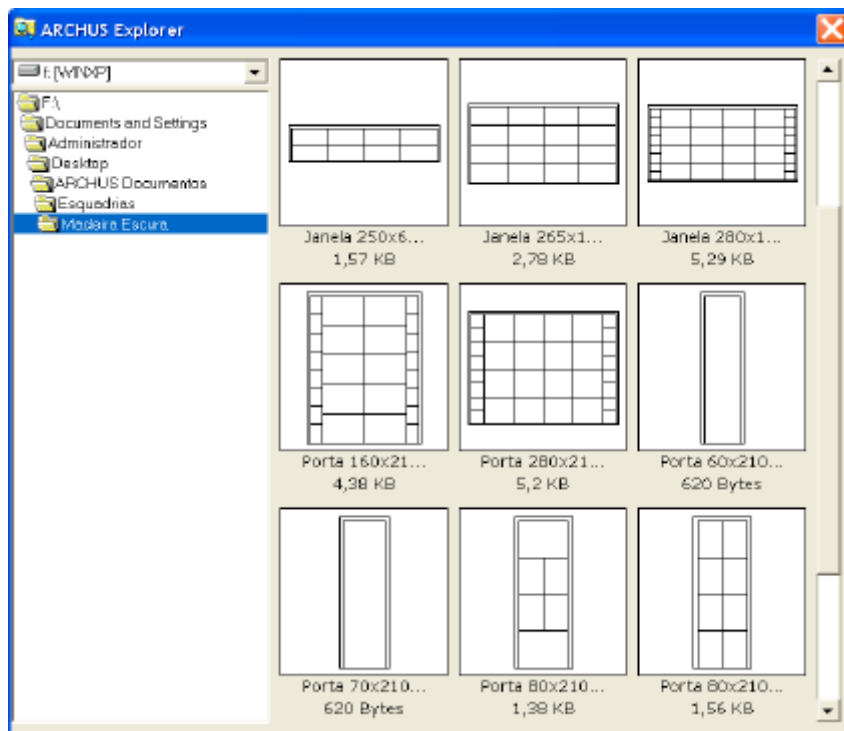 ARCHUS Explorer
f: [WINXP]
F:\
Documents and Settings
Administrador
Desktop
ARCHUS Documentos
Esquadrias
Madeira Escura
Janela 250x6... Janela 265x1... Janela 280x1...
1,57 KB 2,78 KB 5,29 KB
Porta 160x21... Porta 280x21... Porta 60x210...
4,38 KB 5,2 KB 620 Bytes
Porta 70x210... Porta 80x210... Porta 80x210...
620 Bytes 1,38 KB 1,56 KB